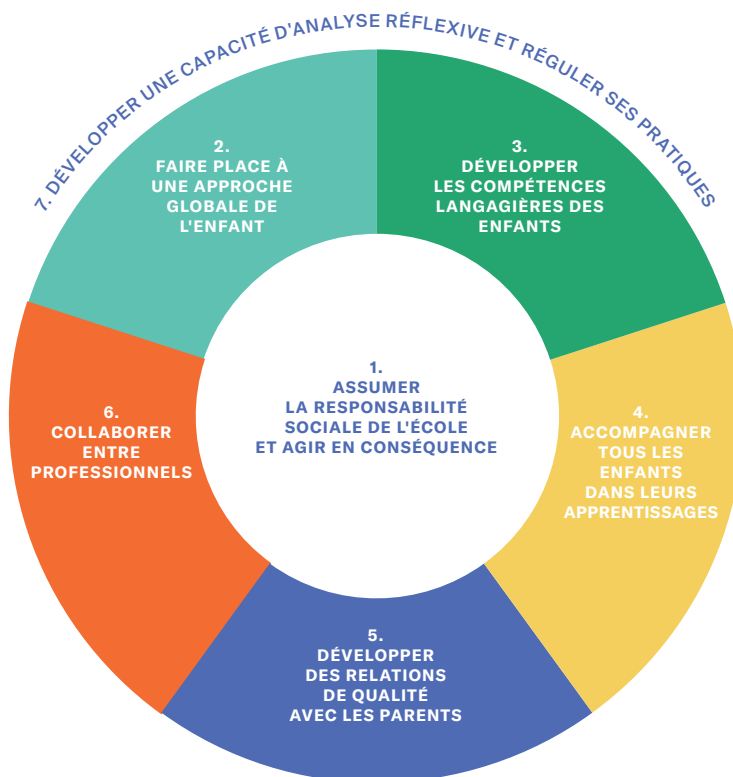 7. DÉVELOPPER UNE CAPACITÉ D'ANALYSE RÉFLEXIVE ET RÉGULER SES PRATIQUES
2.
FAIRE PLACE À
UNE APPROCHE
GLOBALE DE
L'ENFANT
3.
DÉVELOPPER
LES COMPÉTENCES
LANGAGIÈRES DES
ENFANTS
1.
ASSUMER
LA RESPONSABILITÉ
SOCIALE DE L'ÉCOLE
ET AGIR EN CONSÉQUENCE
6.
COLLABORER
ENTRE
PROFESSIONNELS
4.
ACCOMPAGNER
TOUS LES
ENFANTS
DANS LEURS
APPRENTISSAGES
5.
DÉVELOPPER
DES RELATIONS
DE QUALITÉ
AVEC LES PARENTS